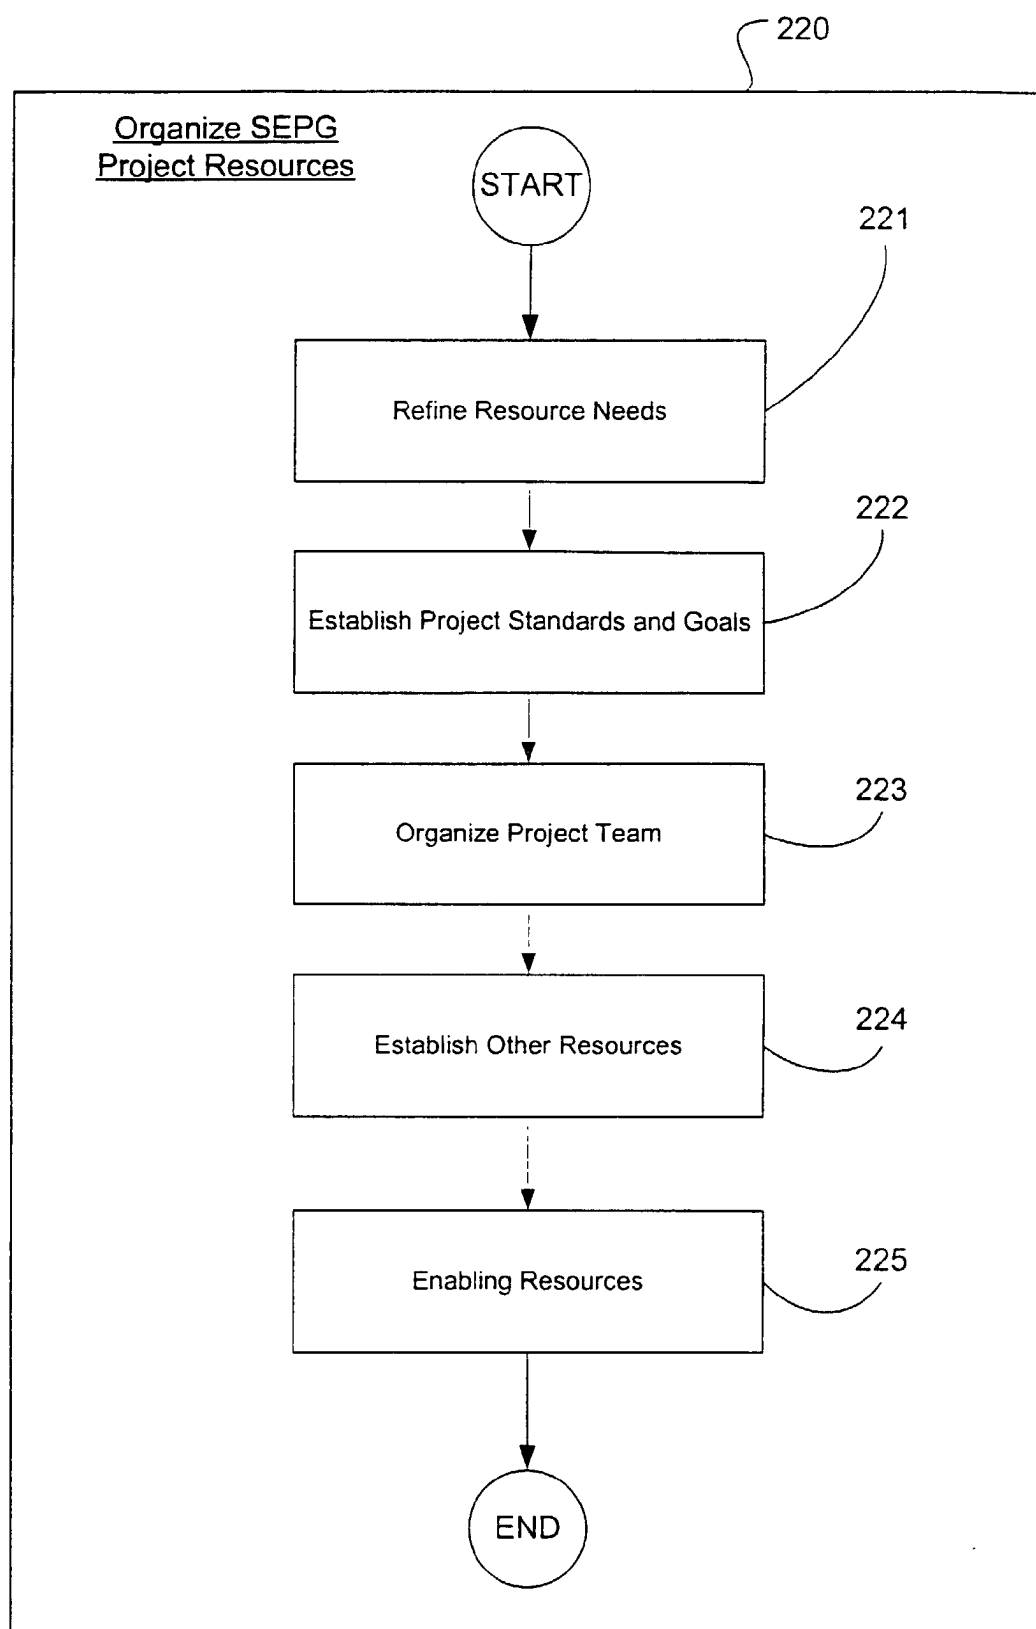 220
Organize SEPG
Project Resources
START
221
Refine Resource Needs
222
Establish Project Standards and Goals
223
Organize Project Team
224
Establish Other Resources
225
Enabling Resources
END